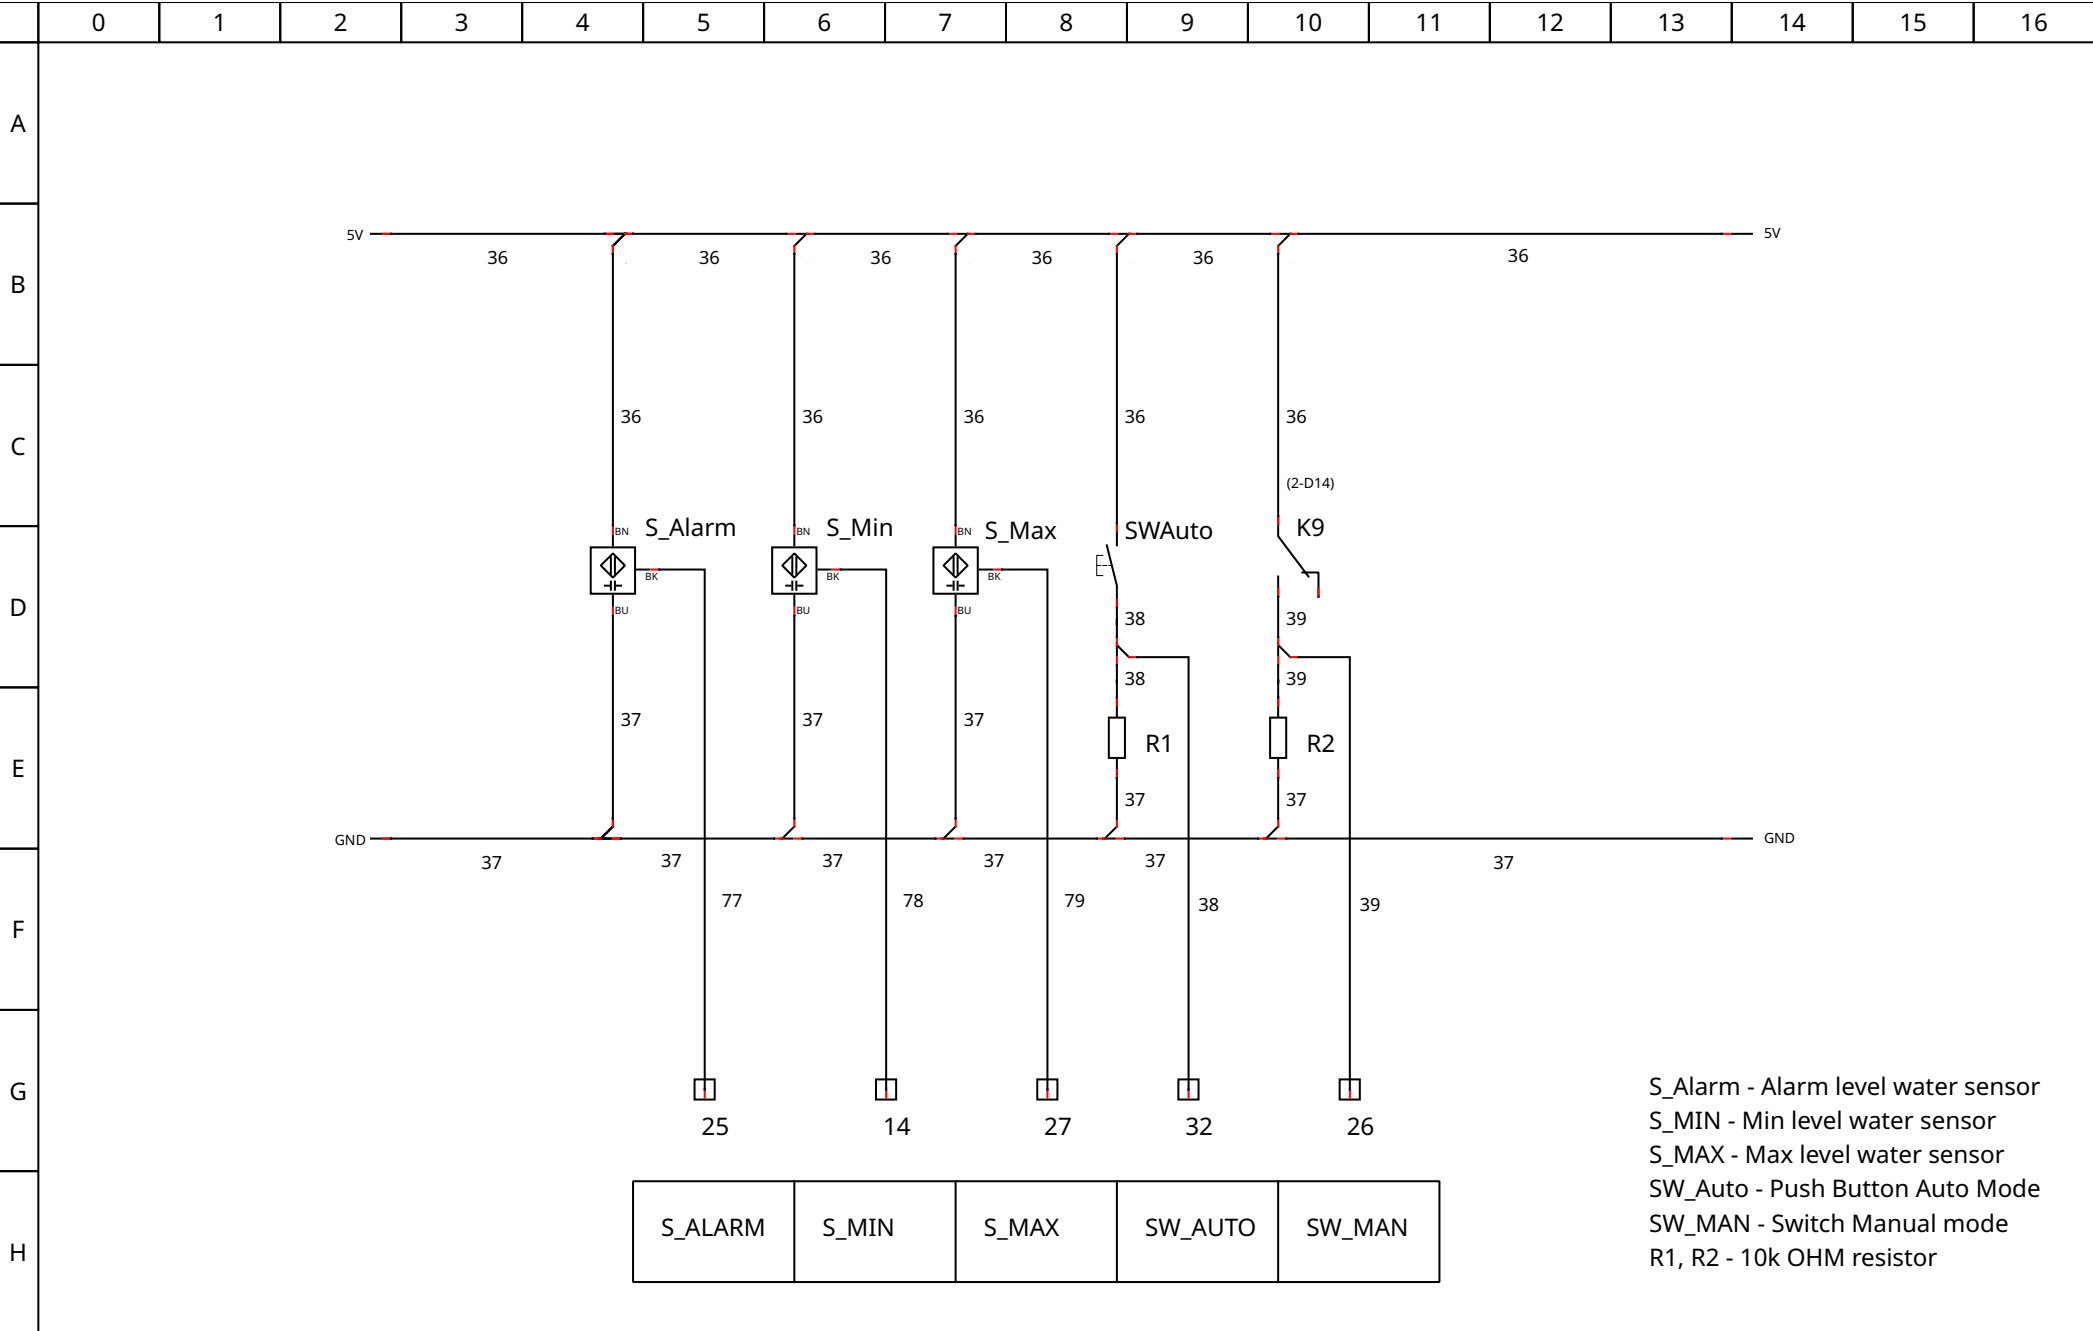 0 1 2 3 4 5 6 7 8 9 10 11 12 13 14 15 16
A
5V 5V
36 36 36 36 36 36
B
36 36 36 36 36
C
(2-D14)
BN S_Alarm BN S_Min BN S_Max SWAuto K9
BK BK BK
D BU BU BU 38 39
38 39
37 37 37 R1 R2
E
37 37
GND GND
37 37 37 37 37 37
77 78 79 38 39
F
G
25 14 27 32 26
S_Alarm - Alarm level water sensor
S_MIN - Min level water sensor
S_MAX - Max level water sensor
SW_Auto - Push Button Auto Mode
SW_MAN - Switch Manual mode
R1, R2 - 10k OHM resistor
H S_ALARM S_MIN S_MAX SW_AUTO SW_MAN